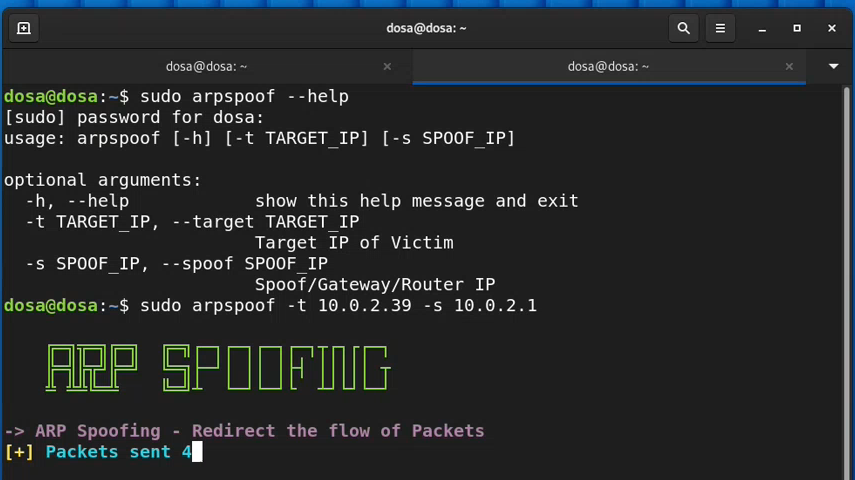 dosa@dosa: ~
dosa@dosa: ~
dosa@dosa: ~
dosa@dosa:~$ sudo arpspoof --help
[sudo] password for dosa:
usage: arpspoof [-h] [-t TARGET_IP] [-s SPOOF_IP]
optional arguments:
-h, --help show this help message and exit
-t TARGET_IP, --target TARGET_IP
Target IP of Victim
-s SPOOF_IP, --spoof SPOOF_IP
Spoof/Gateway/Router IP
dosa@dosa:~$ sudo arpspoof -t 10.0.2.39 -s 10.0.2.1
ARP SPOOFING
-> ARP Spoofing - Redirect the flow of Packets
[+] Packets sent 4